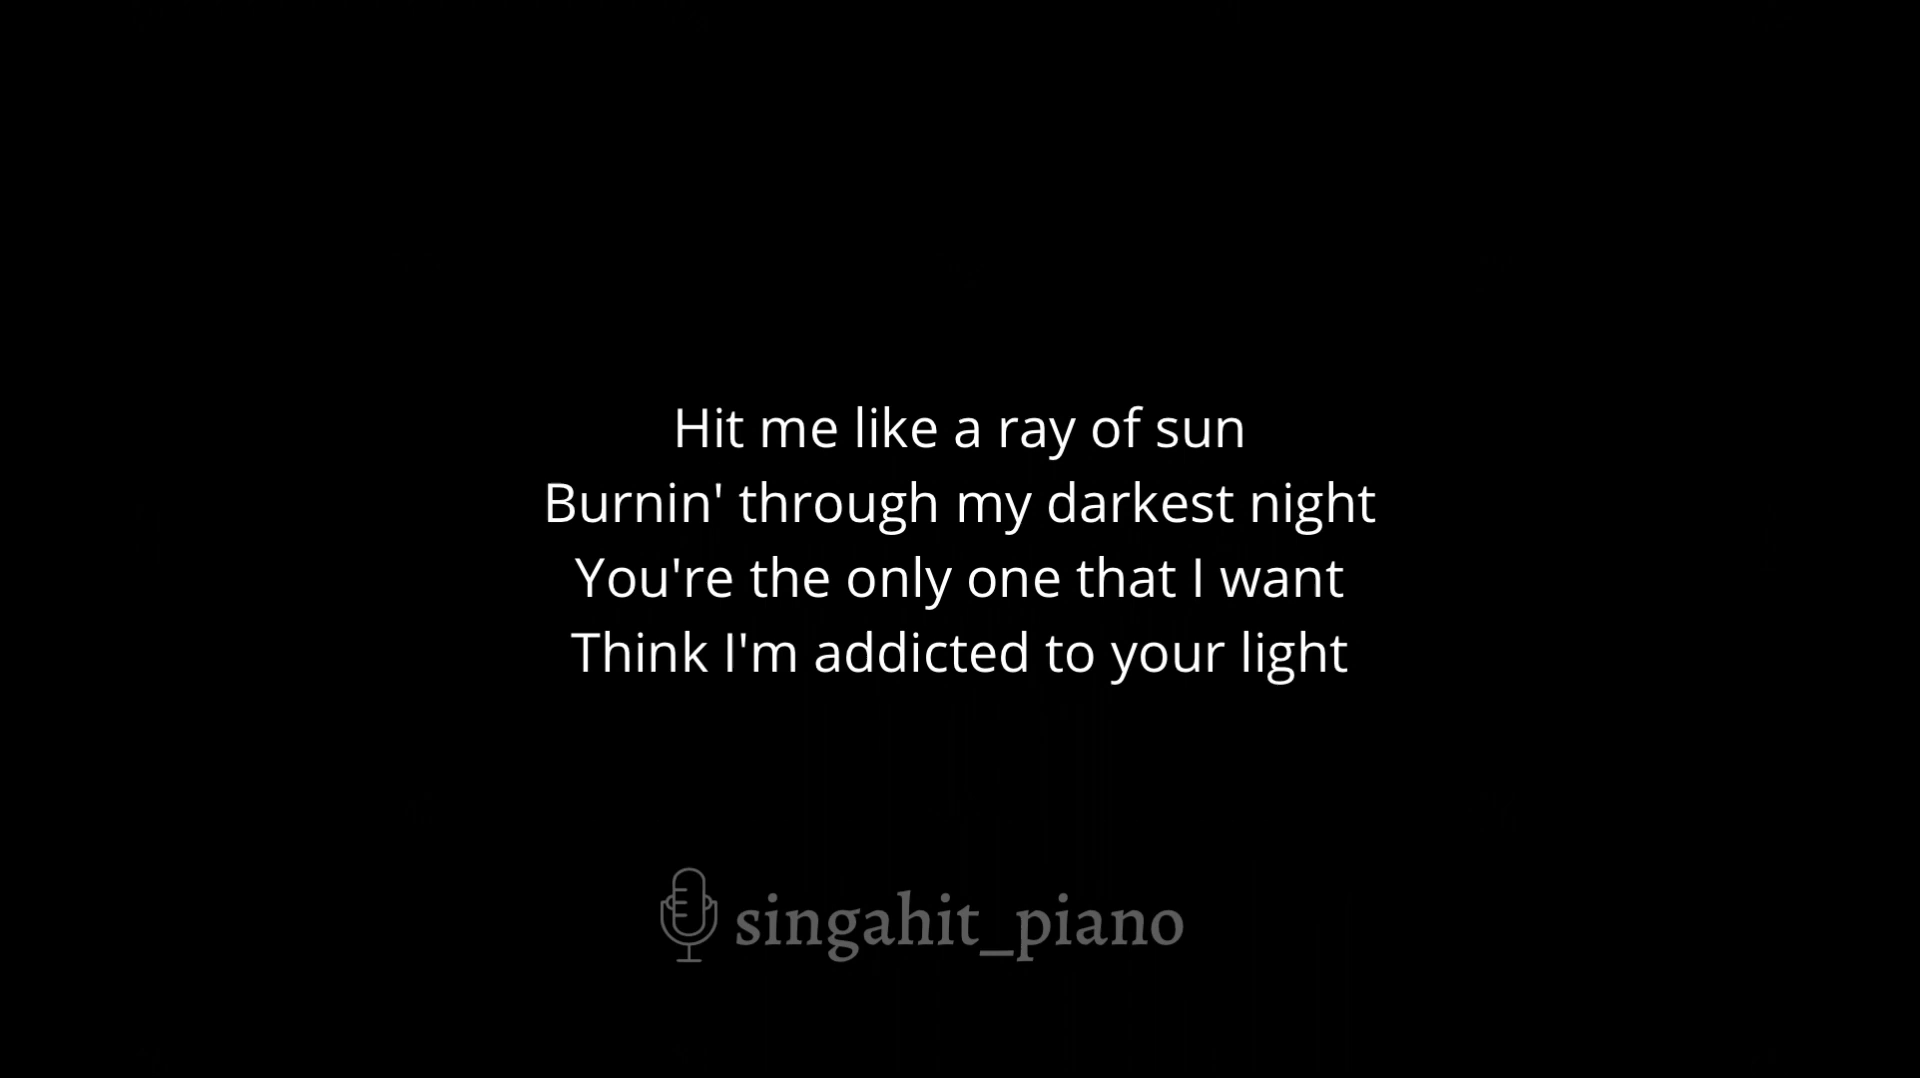 Hit me like a ray of sun
Burnin' through my darkest night
You're the only one that I want
Think I'm addicted to your light
singahit_piano